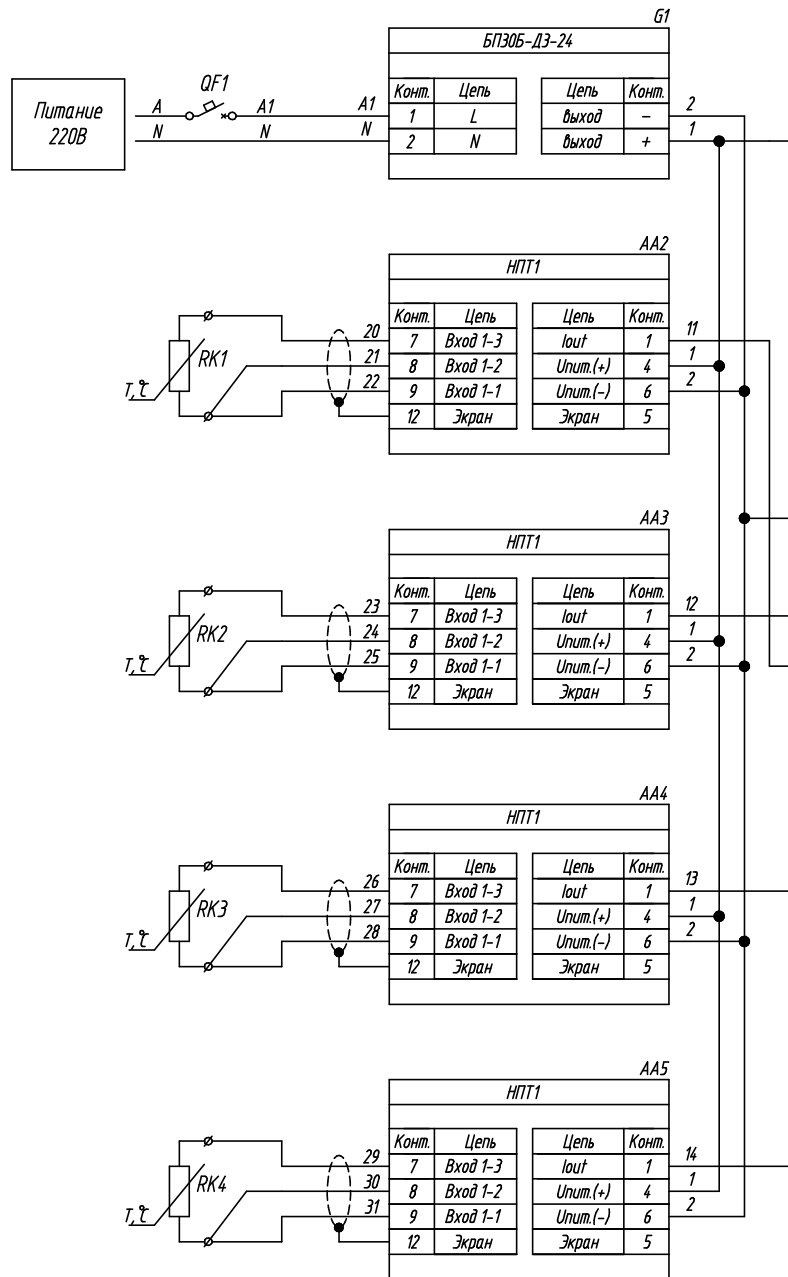 G1
БП30Б-Д3-24
Питание
220В
QF1
A A1 A1
N N N
Конт. Цепь Цепь Конт.
1 L выход - 2
2 N выход + 1
AA2
НПТ1
Конт. Цепь Цепь Конт.
20 7 Вход 1-3 Iout 1 11
21 8 Вход 1-2 Uпит.(+) 4 1
22 9 Вход 1-1 Uпит.(-) 6 2
12 Экран Экран 5
RK1
T,℃
AA3
НПТ1
Конт. Цепь Цепь Конт.
23 7 Вход 1-3 Iout 1 12
24 8 Вход 1-2 Uпит.(+) 4 1
25 9 Вход 1-1 Uпит.(-) 6 2
12 Экран Экран 5
RK2
T,℃
AA4
НПТ1
Конт. Цепь Цепь Конт.
26 7 Вход 1-3 Iout 1 13
27 8 Вход 1-2 Uпит.(+) 4 1
28 9 Вход 1-1 Uпит.(-) 6 2
12 Экран Экран 5
RK3
T,℃
AA5
НПТ1
Конт. Цепь Цепь Конт.
29 7 Вход 1-3 Iout 1 14
30 8 Вход 1-2 Uпит.(+) 4 1
31 9 Вход 1-1 Uпит.(-) 6 2
12 Экран Экран 5
RK4
T,℃